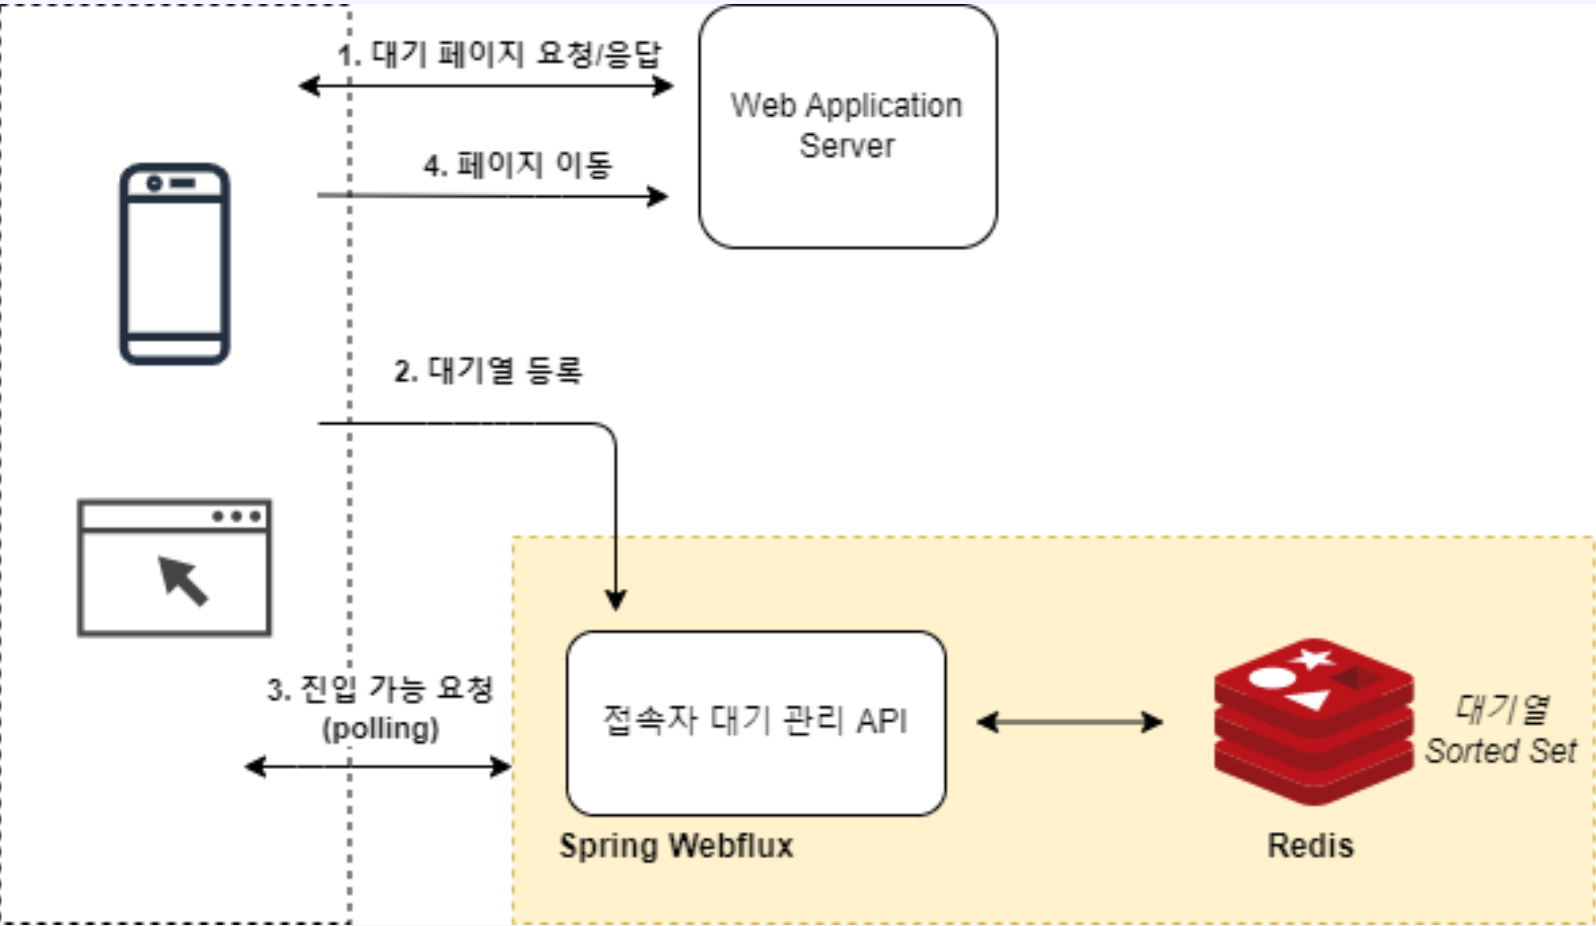 1. 대기 페이지 요청/응답
Web Application
Server
4. 페이지 이동
2. 대기열 등록
3. 진입 가능 요청
(polling)
접속자 대기 관리 API
Spring Webflux
대기열
Sorted Set
Redis